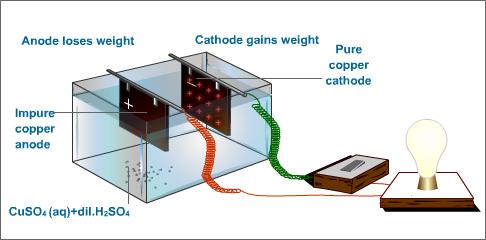 Anode loses weight
Cathode gains weight
Pure
copper
cathode
Impure
copper
anode
CuSO₄ (aq)+dil.H₂SO₄